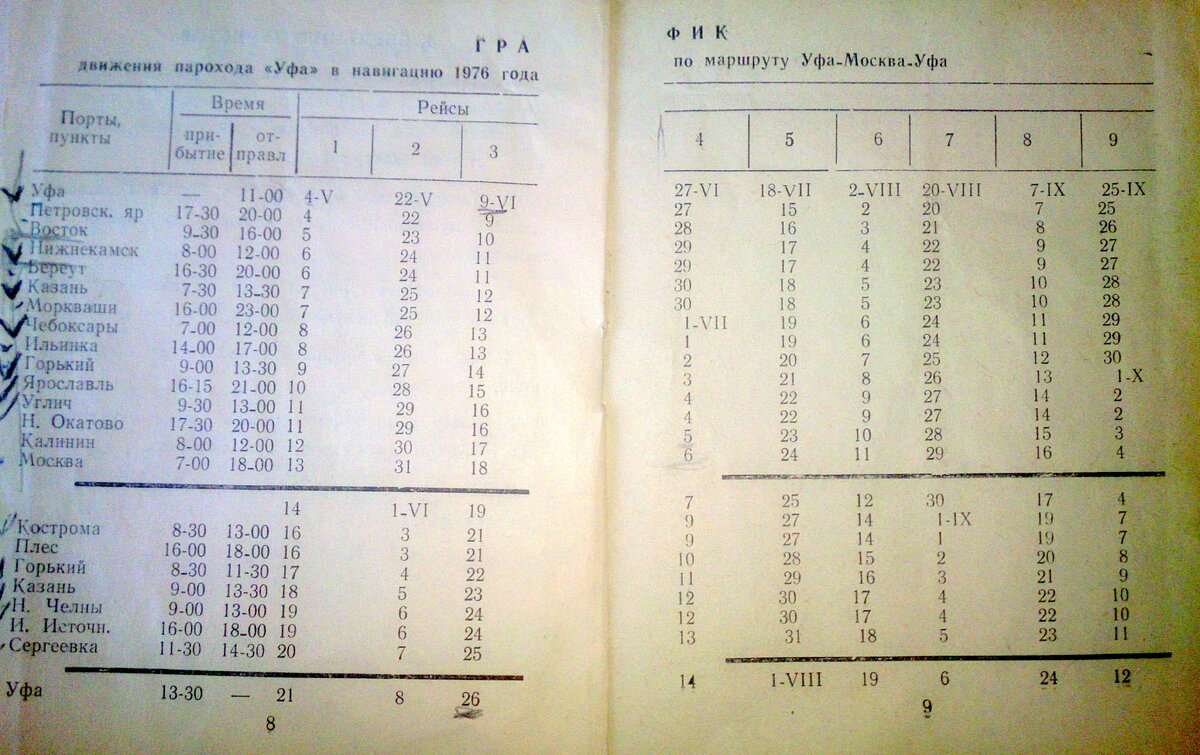 ГРА
движения парохода «Уфа» в навигацию 1976 года
Порты, пункты Время Рейсы
при-бытие от-правл 1 2 3
Уфа — 11-00 4-V 22-V 9-VI
Петровск. яр 17-30 20-00 4 22 9
Восток 9-30 16-00 5 23 10
Нижнекамск 8-00 12-00 6 24 11
Береут 16-30 20-00 6 24 11
Казань 7-30 13-30 7 25 12
Моркваши 16-00 23-00 7 25 12
Чебоксары 7-00 12-00 8 26 13
Ильинка 14-00 17-00 8 26 13
Горький 9-00 13-30 9 27 14
Ярославль 16-15 21-00 10 28 15
Углич 9-30 13-00 11 29 16
Н. Окатово 17-30 20-00 11 29 16
Калинин 8-00 12-00 12 30 17
Москва 7-00 18-00 13 31 18
14 1-VI 19
Кострома 8-30 13-00 16 3 21
Плес 16-00 18-00 16 3 21
Горький 8-30 11-30 17 4 22
Казань 9-00 13-30 18 5 23
Н. Челны 9-00 13-00 19 6 24
И. Источн. 16-00 18-00 19 6 24
Сергеевка 11-30 14-30 20 7 25
Уфа 13-30 — 21 8 26
8
ФИК
по маршруту Уфа-Москва-Уфа
4 5 6 7 8 9
27-VI 18-VII 2-VIII 20-VIII 7-IX 25-IX
27 15 2 20 7 25
28 16 3 21 8 26
29 17 4 22 9 27
29 17 4 22 9 27
30 18 5 23 10 28
30 18 5 23 10 28
1-VII 19 6 24 11 29
1 19 6 24 11 29
2 20 7 25 12 30
3 21 8 26 13 1-X
4 22 9 27 14 2
4 22 9 27 14 2
5 23 10 28 15 3
6 24 11 29 16 4
7 25 12 30 17 4
9 27 14 1-IX 19 7
9 27 14 1 19 7
10 28 15 2 20 8
11 29 16 3 21 9
12 30 17 4 22 10
12 30 17 4 22 10
13 31 18 5 23 11
14 1-VIII 19 6 24 12
9